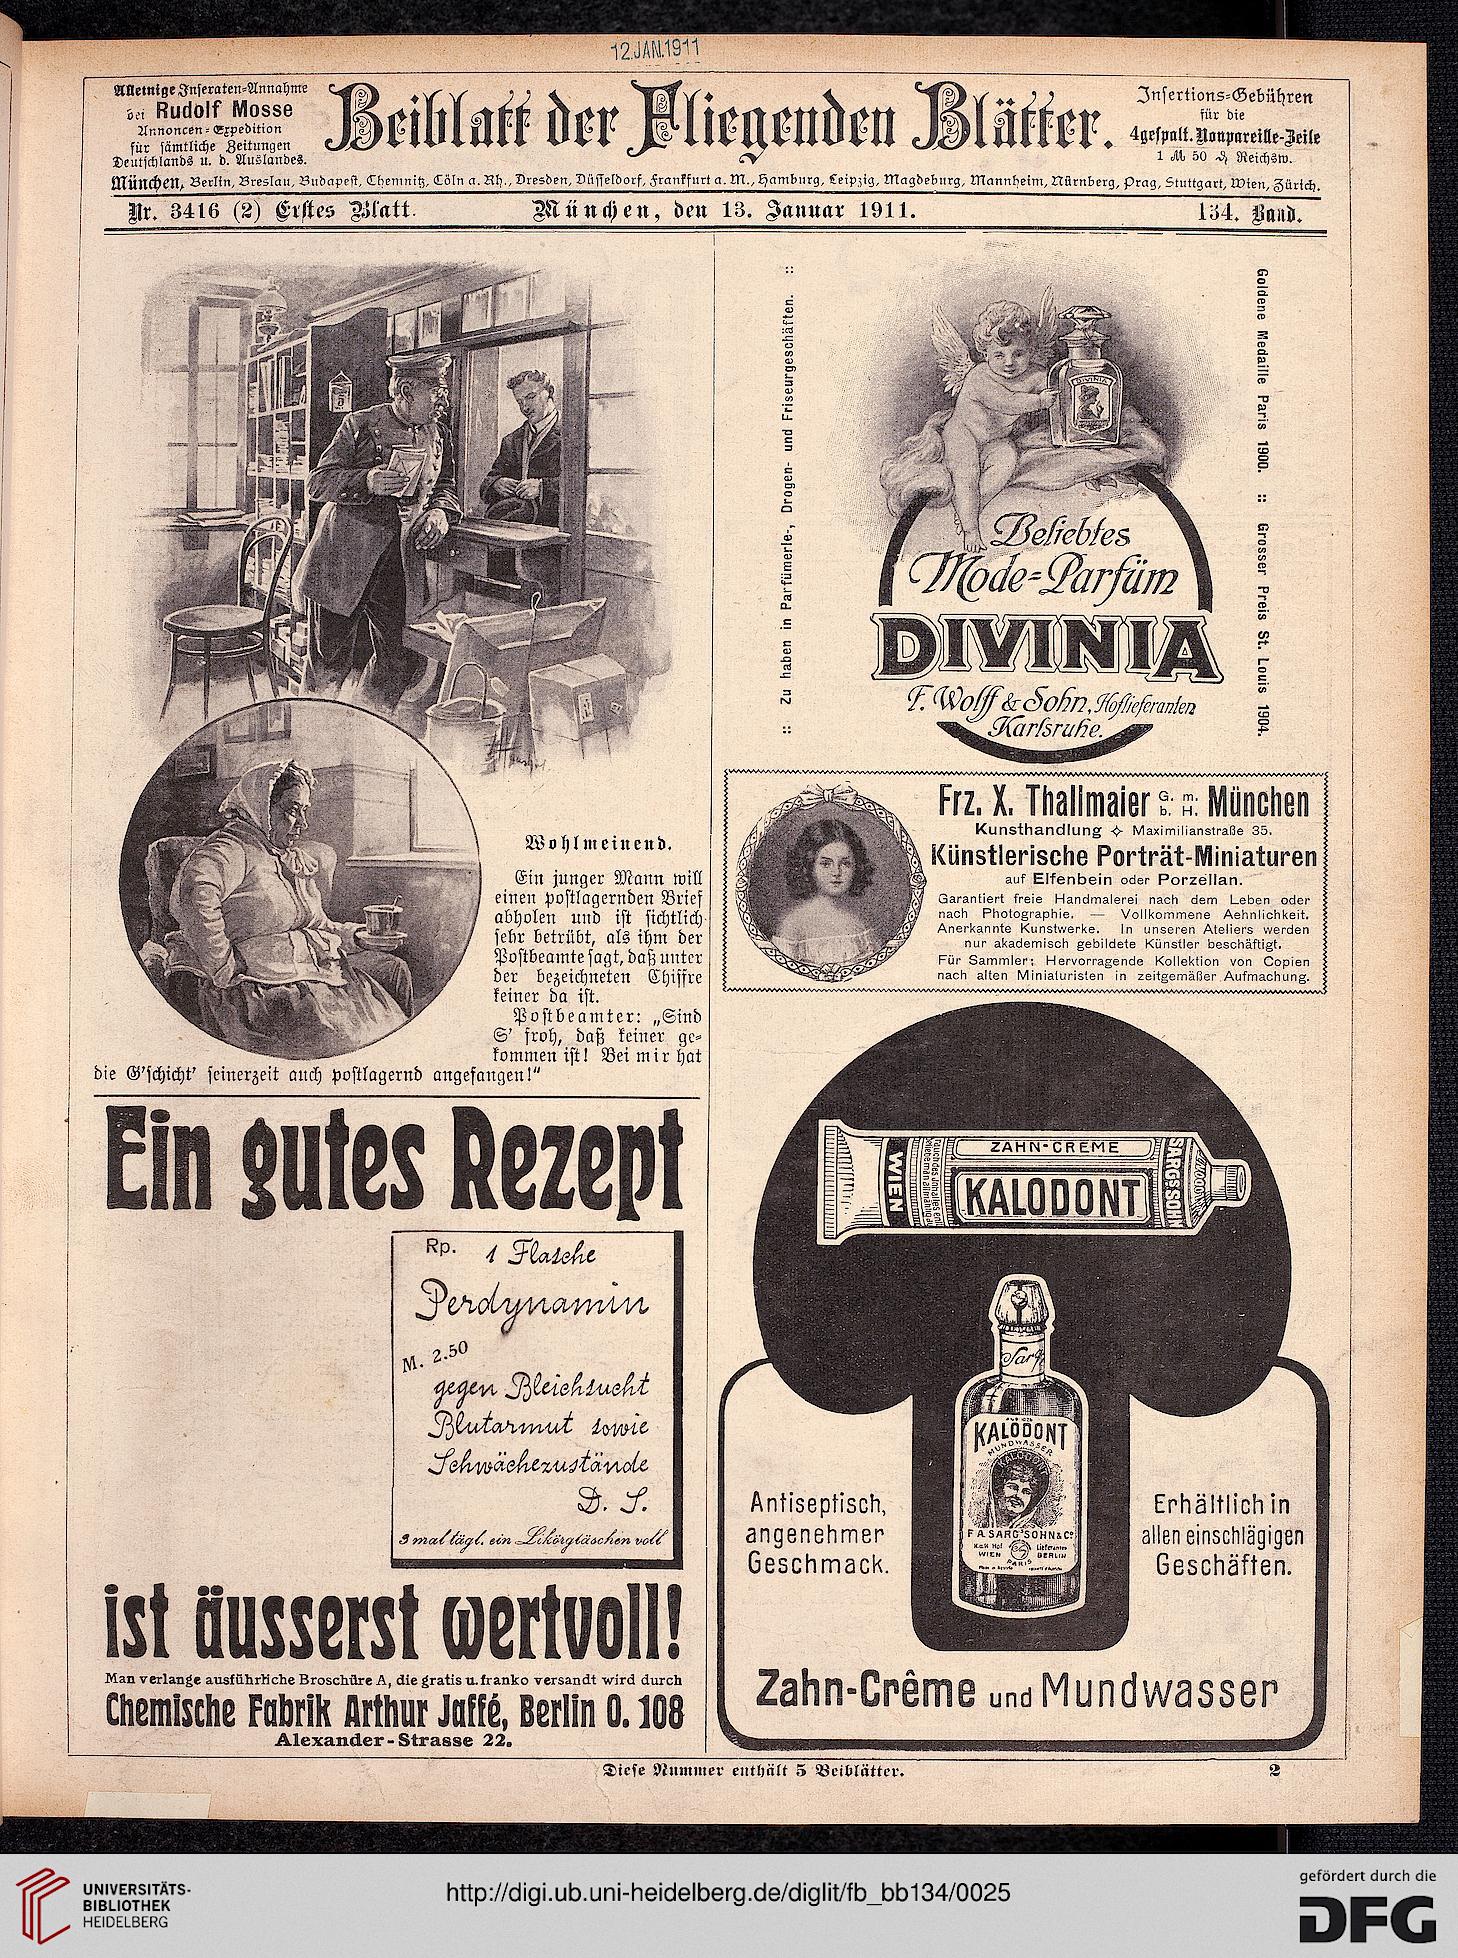 12.JAN.1911
Alleinige Inseraten-Annahme
bei Rudolf Mosse
Annoncen-Expedition
für sämtliche Zeitungen
Deutschlands u. d. Auslandes.
Beiblatt der Fliegenden Blätter.
Insertions-Gebühren
für die
4gespalt. Nonpareille-Zeile
1 M 50 ₰ Reichsw.
München, Berlin, Breslau, Budapest, Chemnitz, Cöln a. Rh., Dresden, Düsseldorf, Frankfurt a. M., Hamburg, Leipzig, Magdeburg, Mannheim, Nürnberg, Prag, Stuttgart, Wien, Zürich.
Nr. 3416 (2) Erstes Blatt. München, den 13. Januar 1911. 134. Band.
Wohlmeinend.
Ein junger Mann will
einen postlagernden Brief
abholen und ist sichtlich
sehr betrübt, als ihm der
Postbeamte sagt, daß unter
der bezeichneten Chiffre
keiner da ist.
Postbeamter: „Sind
S' froh, daß keiner ge-
kommen ist! Bei mir hat
die G'schicht' seinerzeit auch postlagernd angefangen!“
Ein gutes Rezept
Rp. 1 Flasche
Perdynamin
M. 2.50
gegen Bleichsucht
Blutarmut sowie
Schwächezustände
D. S.
3 mal tägl. ein Likörgläschen voll
ist äusserst wertvoll!
Man verlange ausführliche Broschüre A, die gratis u. franko versandt wird durch
Chemische Fabrik Arthur Jaffé, Berlin O. 108
Alexander-Strasse 22.
:: Zu haben in Parfümerie-, Drogen- und Friseurgeschäften. ::
DIVINIA
Beliebtes
Mode-Parfüm
DIVINIA
F. Wolff & Sohn, Hoflieferanten
Karlsruhe.
Goldene Medaille Paris 1900. :: Grosser Preis St. Louis 1904.
Frz. X. Thallmaier G. m. b. H. München
Kunsthandlung ✧ Maximilianstraße 35.
Künstlerische Porträt-Miniaturen
auf Elfenbein oder Porzellan.
Garantiert freie Handmalerei nach dem Leben oder
nach Photographie. — Vollkommene Aehnlichkeit.
Anerkannte Kunstwerke. In unseren Ateliers werden
nur akademisch gebildete Künstler beschäftigt.
Für Sammler: Hervorragende Kollektion von Copien
nach alten Miniaturisten in zeitgemäßer Aufmachung.
WIEN
ZAHN-CREME
KALODONT
SARG'S SOHN
Sarg
KALODONT
MUNDWASSER
KALODONT
F. A. SARG'S SOHN & Co
K.u.K Hof Lieferanten
WIEN BERLIN
PARIS
Antiseptisch,
angenehmer
Geschmack.
Erhältlich in
allen einschlägigen
Geschäften.
Zahn-Crême und Mundwasser
Diese Nummer enthält 5 Beiblätter.
2
UNIVERSITÄTS-
BIBLIOTHEK
HEIDELBERG
http://digi.ub.uni-heidelberg.de/diglit/fb_bb134/0025
gefördert durch die
DFG